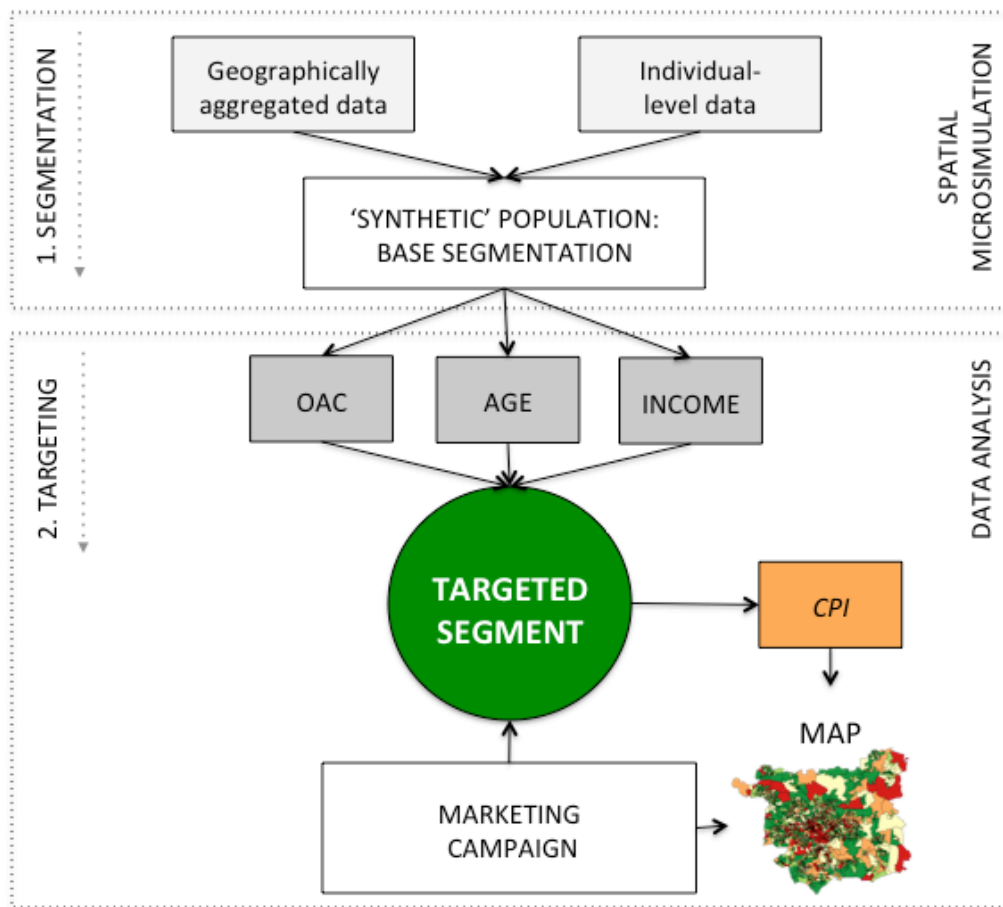 1. SEGMENTATION
Geographically
aggregated data
Individual-
level data
SPATIAL
MICROSIMULATION
‘SYNTHETIC’ POPULATION:
BASE SEGMENTATION
2. TARGETING
OAC
AGE
INCOME
DATA ANALYSIS
TARGETED
SEGMENT
CPI
MAP
MARKETING
CAMPAIGN